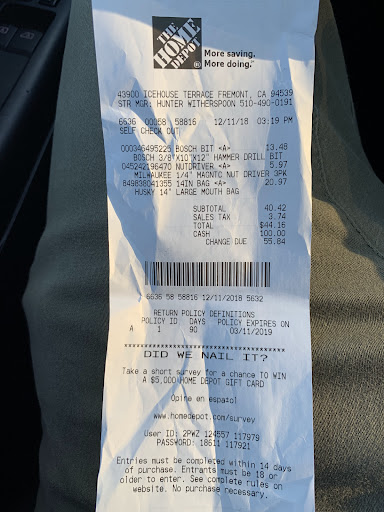 THE
HOME
DEPOT
®
More saving.
More doing.™
43900 ICEHOUSE TERRACE FREMONT, CA 94539
STR MGR: HUNTER WITHERSPOON 510-490-0191
6636 00058 58816 12/11/18 03:19 PM
SELF CHECK OUT
000346495225 BOSCH BIT <A> 13.48
BOSCH 3/8"X10"X12" HAMMER DRILL BIT
045242196470 NUTDRIVER <A> 5.97
MILWAUKEE 1/4" MAGNTC NUT DRIVER 3PK
849838041355 14IN BAG <A> 20.97
HUSKY 14" LARGE MOUTH BAG
SUBTOTAL 40.42
SALES TAX 3.74
TOTAL $44.16
CASH 100.00
CHANGE DUE 55.84
6636 58 58816 12/11/2018 5632
RETURN POLICY DEFINITIONS
POLICY ID DAYS POLICY EXPIRES ON
A 1 90 03/11/2019
DID WE NAIL IT?
Take a short survey for a chance TO WIN
A $5,000 HOME DEPOT GIFT CARD
Opine en español
www.homedepot.com/survey
User ID: 2PWZ 124557 117979
PASSWORD: 18611 117921
Entries must be completed within 14 days
of purchase. Entrants must be 18 or
older to enter. See complete rules on
website. No purchase necessary.